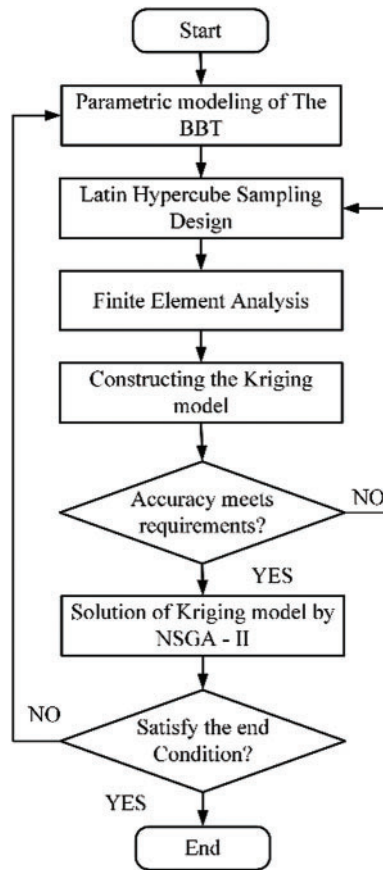 Start
Parametric modeling of The
BBT
Latin Hypercube Sampling
Design
Finite Element Analysis
Constructing the Kriging
model
Accuracy meets
requirements?
NO
YES
Solution of Kriging model by
NSGA - II
NO
Satisfy the end
Condition?
YES
End